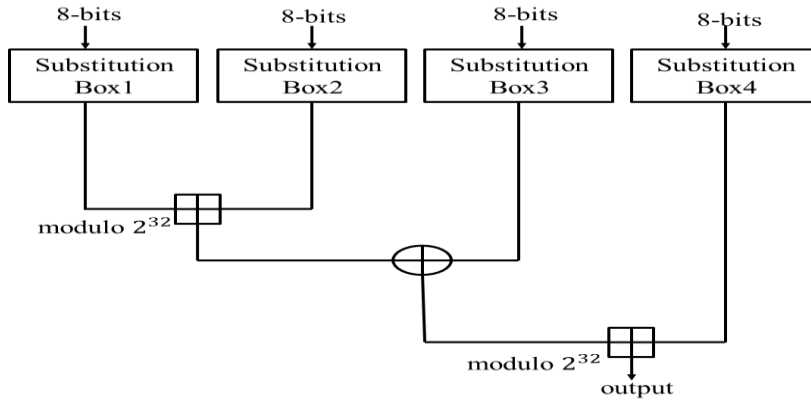 8-bits
8-bits
8-bits
8-bits
Substitution
Box1
Substitution
Box2
Substitution
Box3
Substitution
Box4
modulo 2³²
modulo 2³²
output